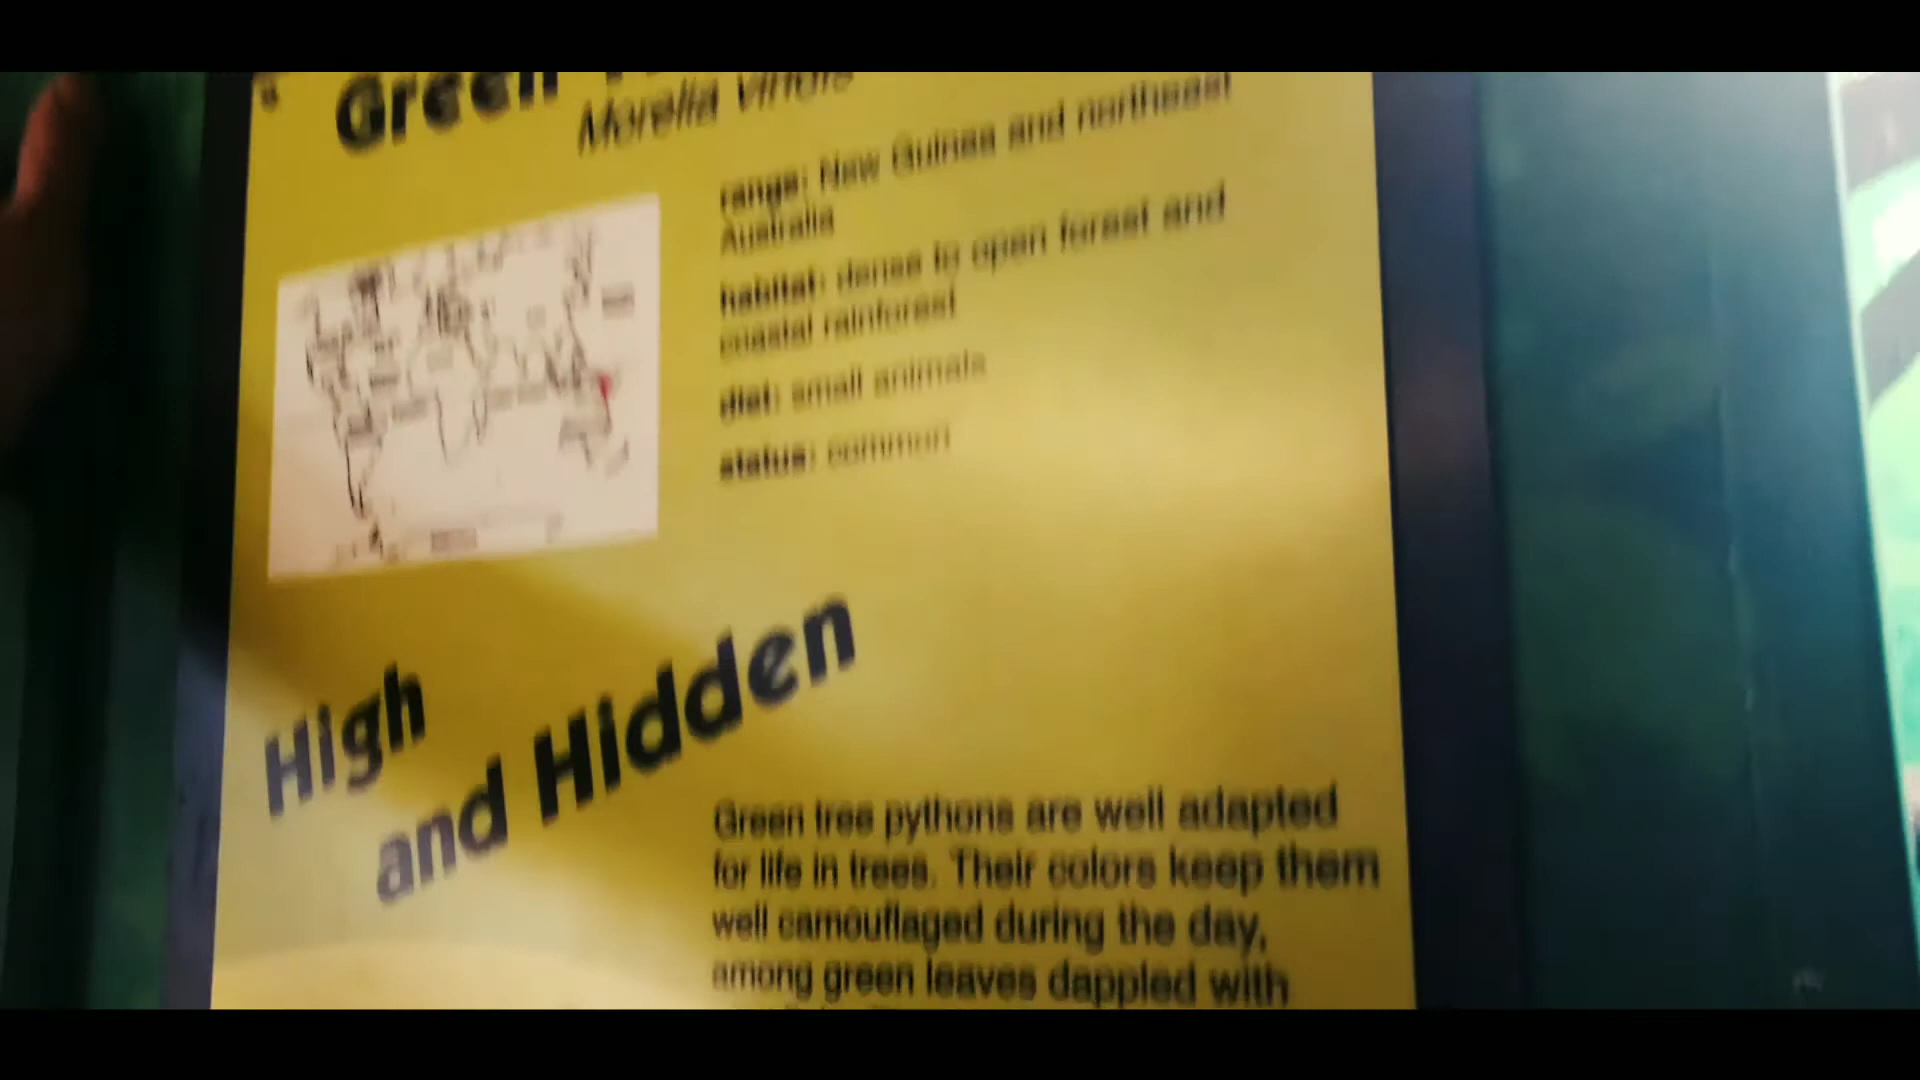 Green
Morelia viridis
range: New Guinea and northeast
Australia
habitat: dense to open forest and
coastal rainforest
diet: small animals
status: common
High
and Hidden
Green tree pythons are well adapted
for life in trees. Their colors keep them
well camouflaged during the day,
among green leaves dappled with